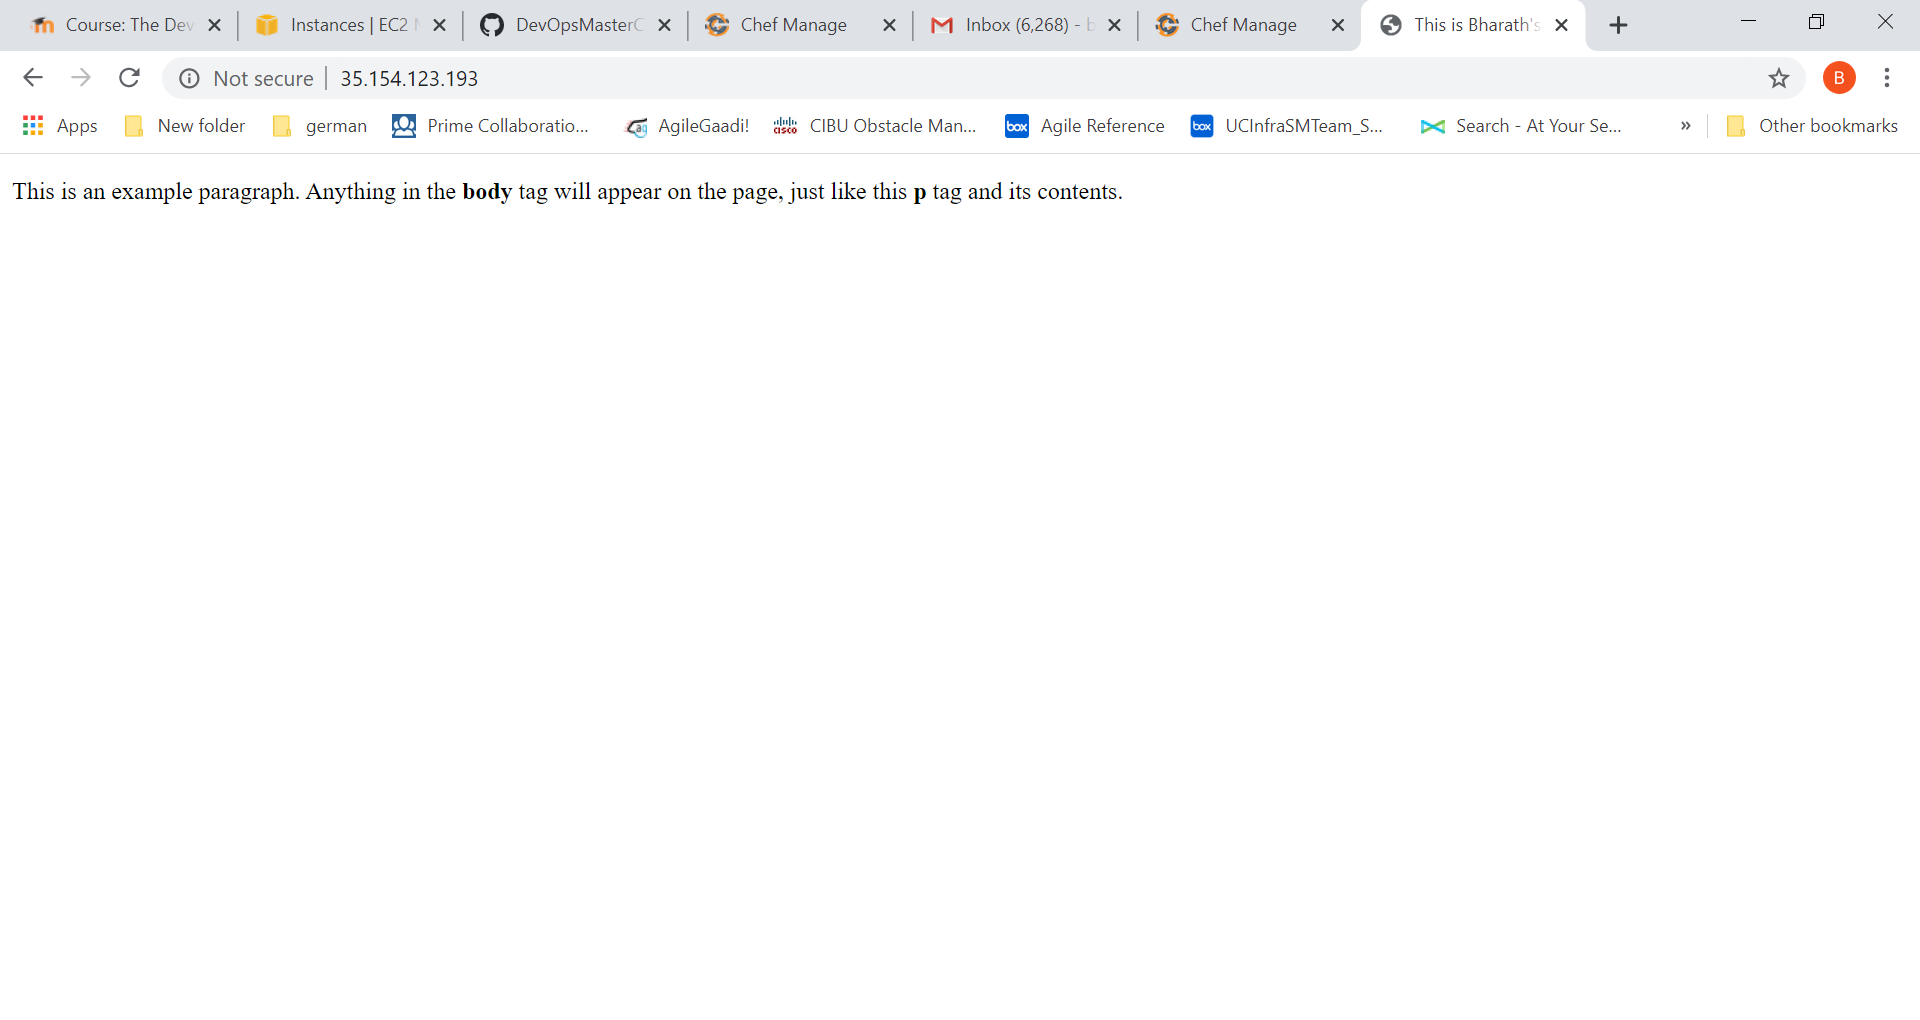 Course: The Dev
Instances | EC2 M
DevOpsMasterC
Chef Manage
Inbox (6,268) - b
Chef Manage
This is Bharath's
Not secure
35.154.123.193
B
Apps
New folder
german
Prime Collaboratio...
AgileGaadi!
CISCO
CIBU Obstacle Man...
box
Agile Reference
box
UCInfraSMTeam_S...
Search - At Your Se...
»
Other bookmarks
This is an example paragraph. Anything in the body tag will appear on the page, just like this p tag and its contents.